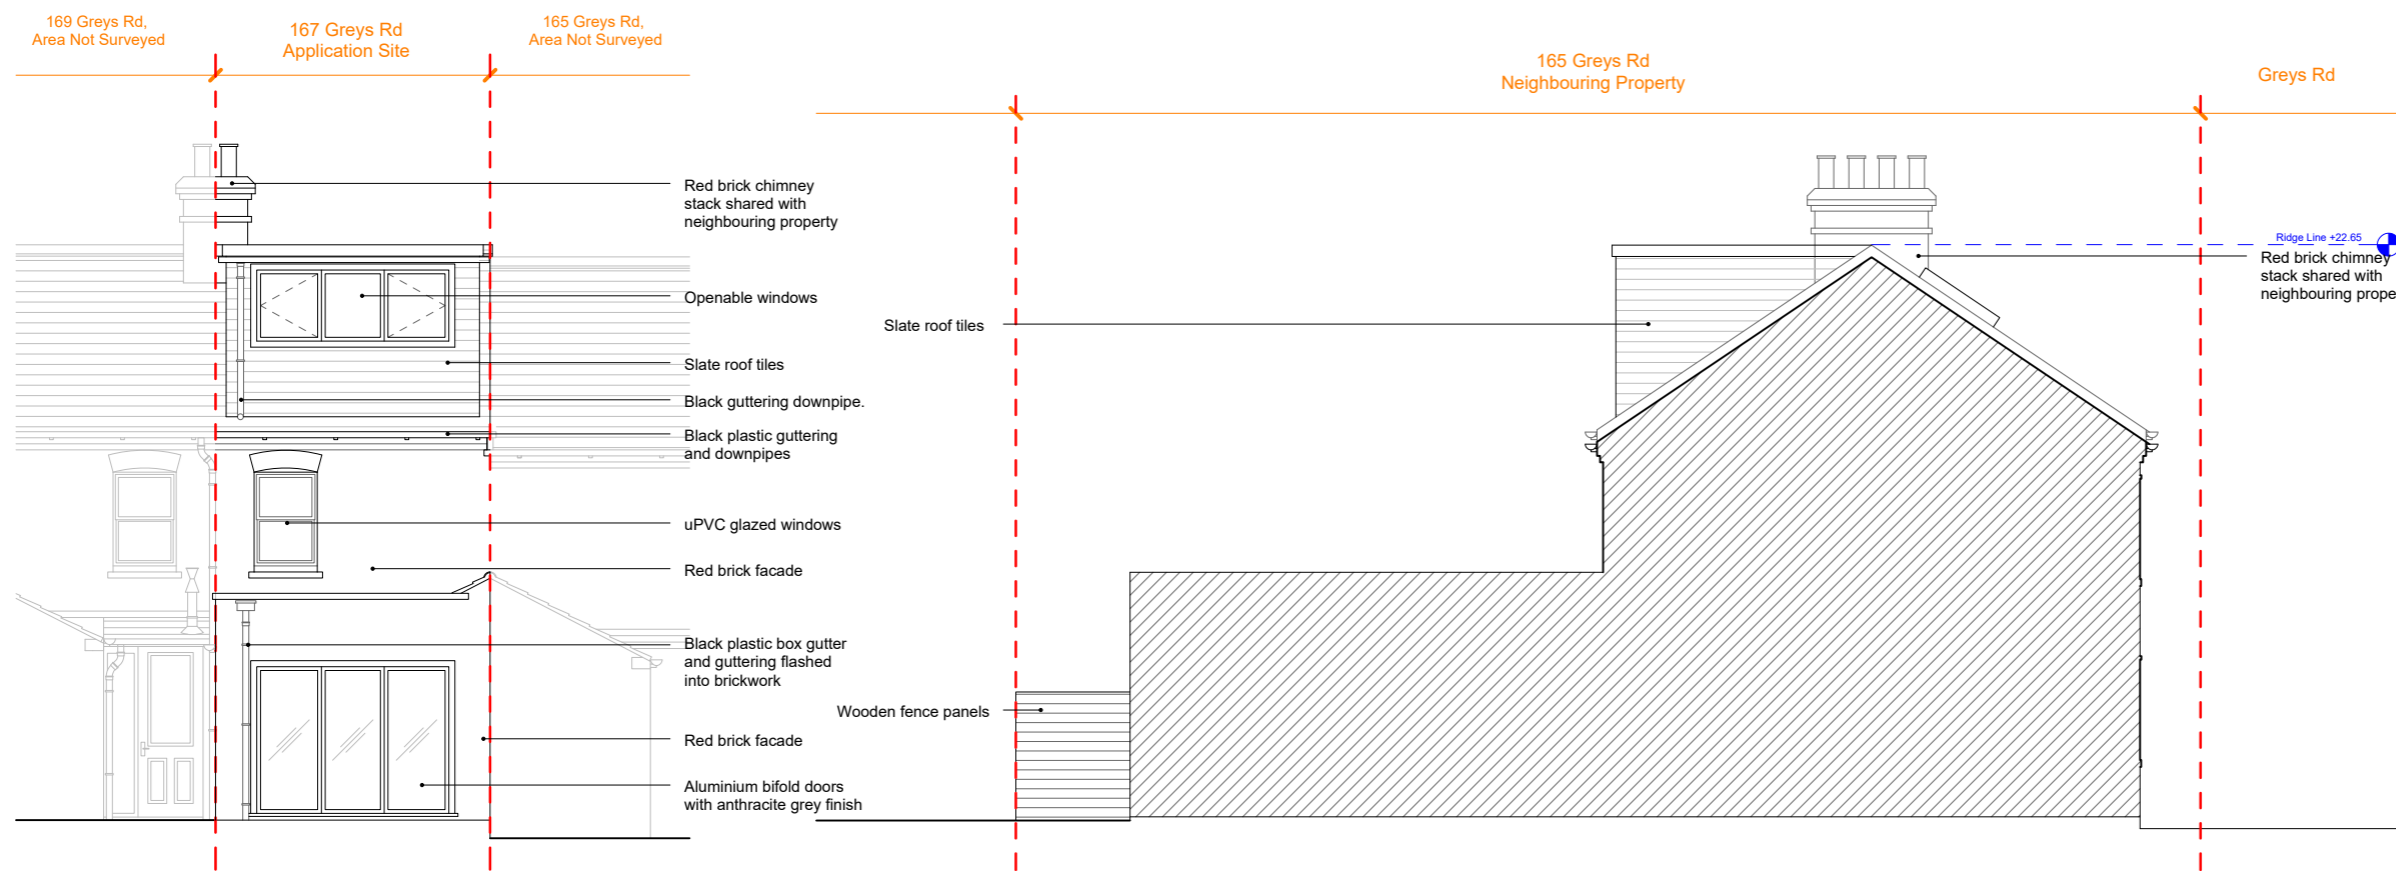 169 Greys Rd,
Area Not Surveyed
167 Greys Rd
Application Site
165 Greys Rd,
Area Not Surveyed
Red brick chimney
stack shared with
neighbouring property
Openable windows
Slate roof tiles
Black guttering downpipe.
Black plastic guttering
and downpipes
uPVC glazed windows
Red brick facade
Black plastic box gutter
and guttering flashed
into brickwork
Red brick facade
Aluminium bifold doors
with anthracite grey finish
165 Greys Rd
Neighbouring Property
Greys Rd
Slate roof tiles
Wooden fence panels
Ridge Line +22.65
Red brick chimney
stack shared with
neighbouring prope